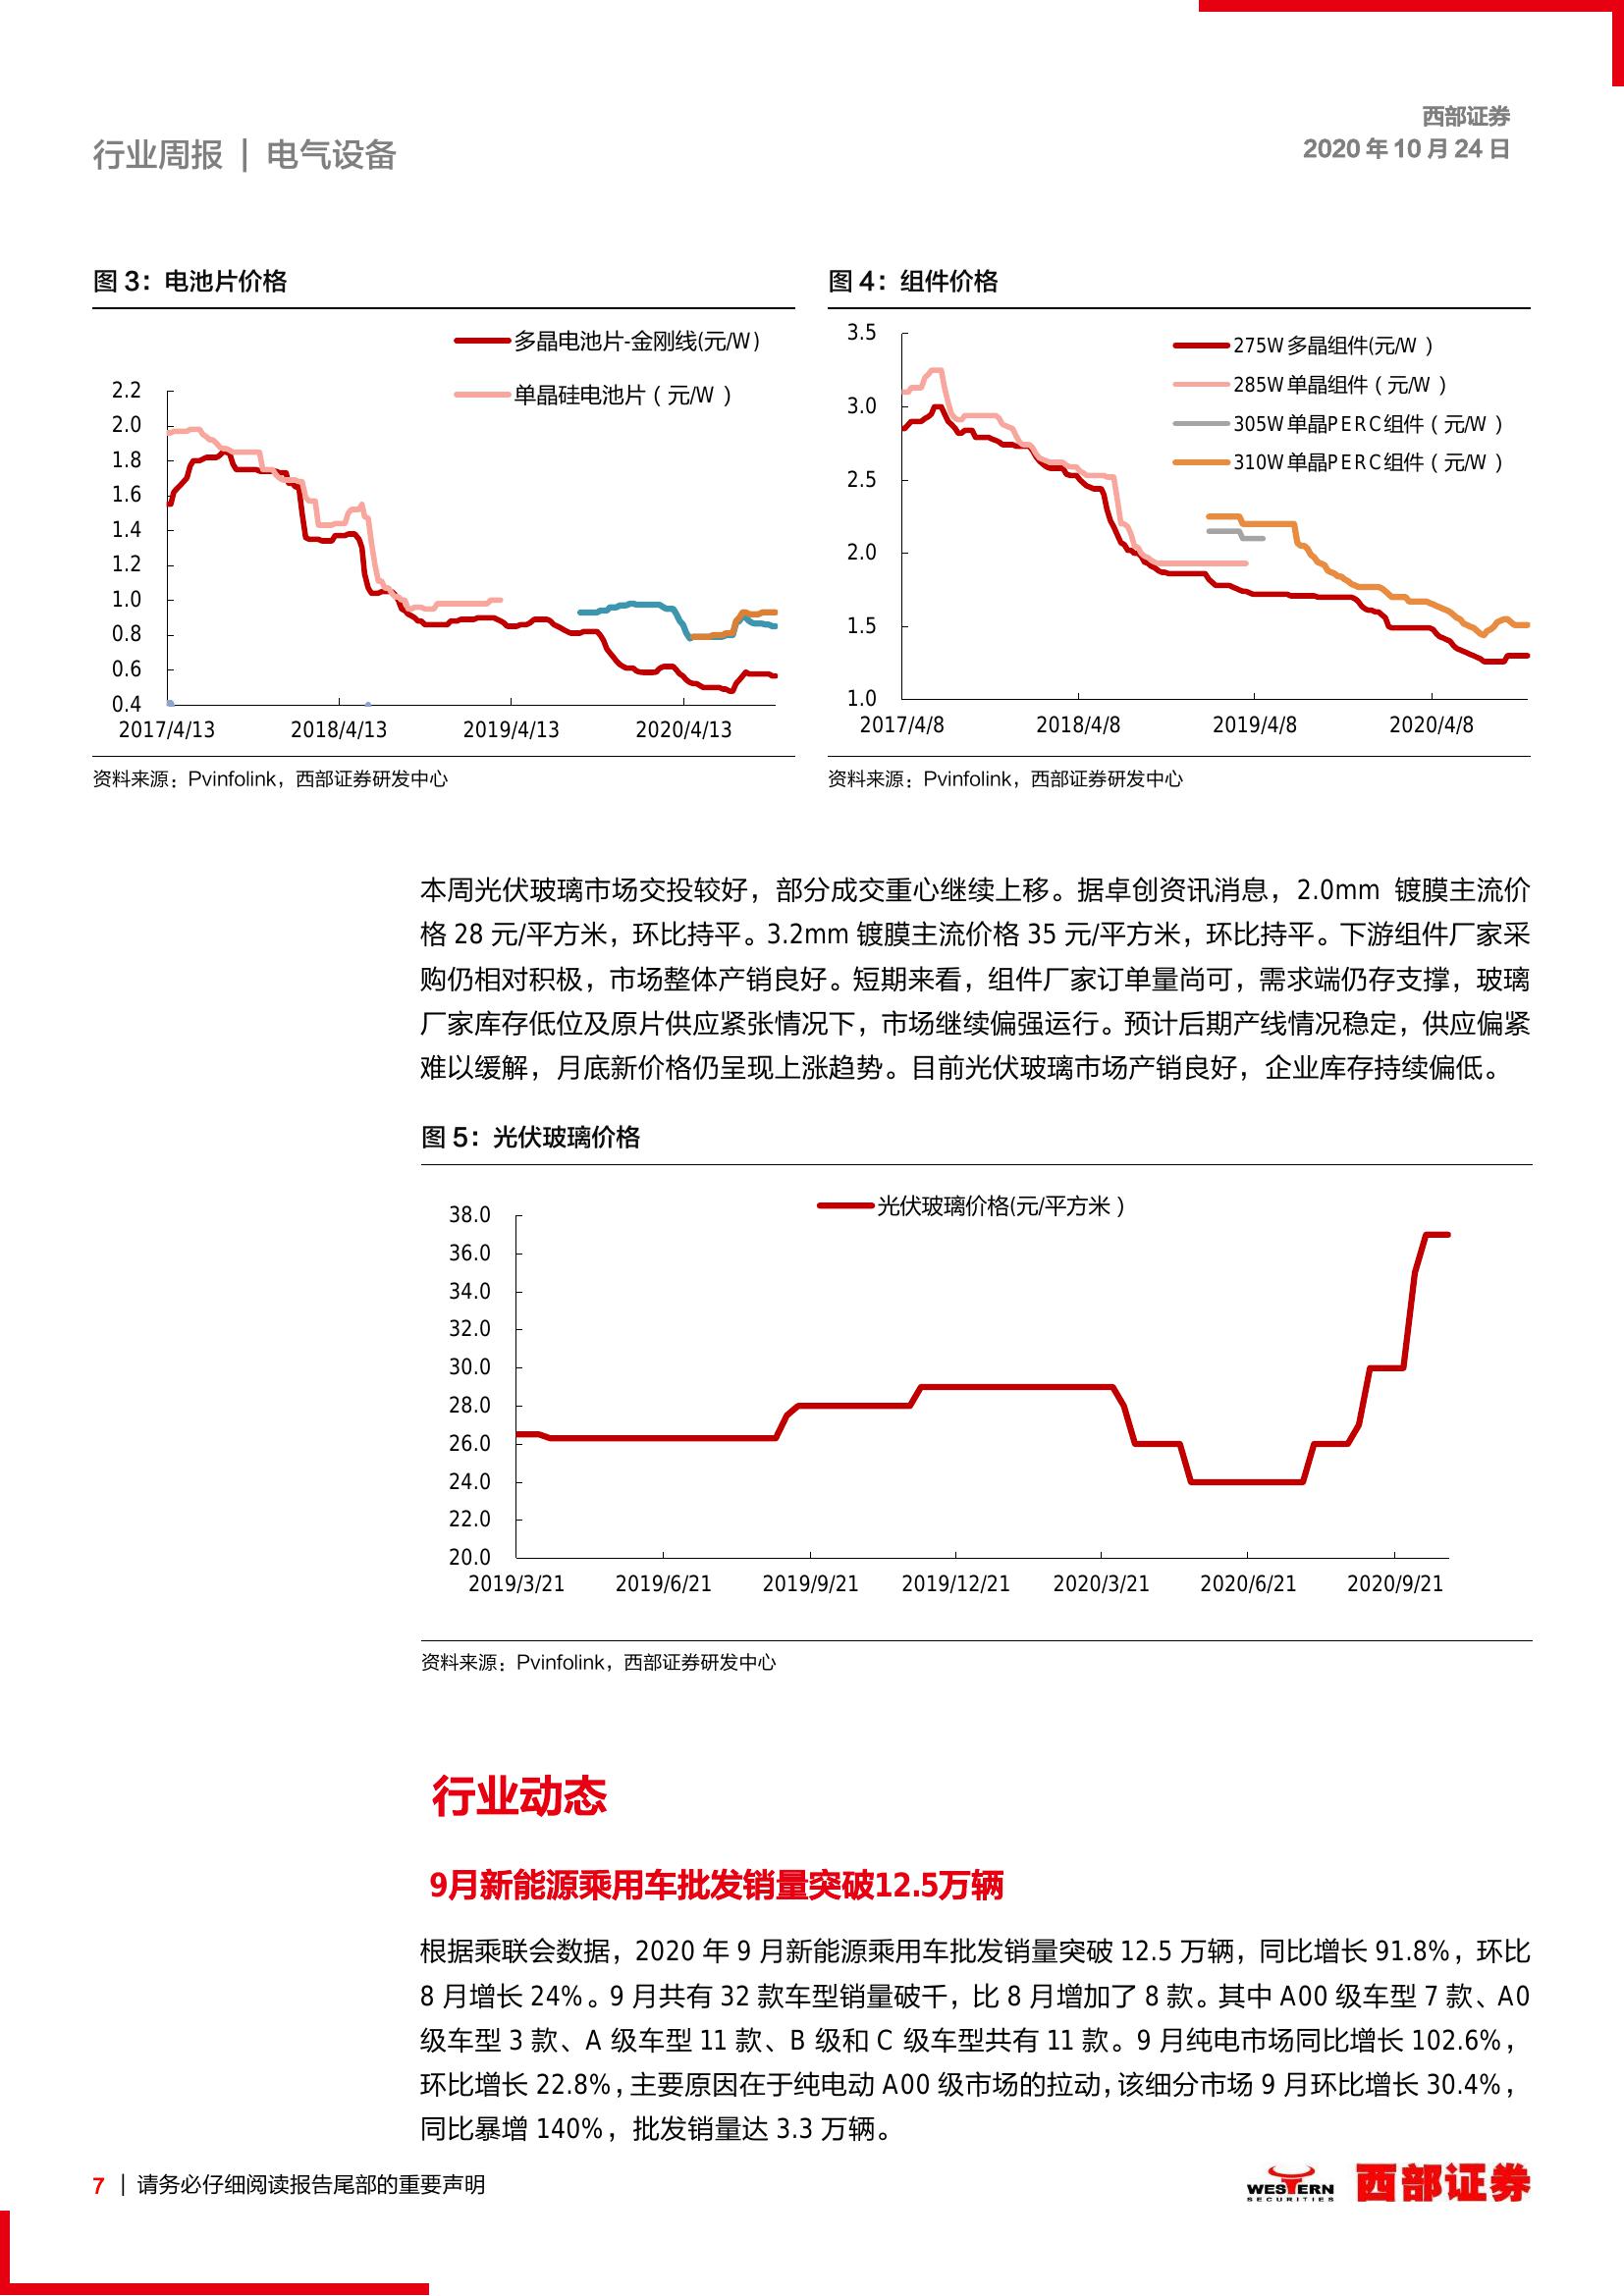 西部证券
行业周报 | 电气设备
2020 年 10 月 24 日
图 3：电池片价格
多晶电池片-金刚线(元/W)
单晶硅电池片（元/W）
2.2
2.0
1.8
1.6
1.4
1.2
1.0
0.8
0.6
0.4
2017/4/13 2018/4/13 2019/4/13 2020/4/13
资料来源：Pvinfolink，西部证券研发中心
图 4：组件价格
275W多晶组件(元/W）
285W单晶组件（元/W）
305W单晶PERC组件（元/W）
310W单晶PERC组件（元/W）
3.5
3.0
2.5
2.0
1.5
1.0
2017/4/8 2018/4/8 2019/4/8 2020/4/8
资料来源：Pvinfolink，西部证券研发中心
本周光伏玻璃市场交投较好，部分成交重心继续上移。据卓创资讯消息，2.0mm 镀膜主流价
格 28 元/平方米，环比持平。3.2mm 镀膜主流价格 35 元/平方米，环比持平。下游组件厂家采
购仍相对积极，市场整体产销良好。短期来看，组件厂家订单量尚可，需求端仍存支撑，玻璃
厂家库存低位及原片供应紧张情况下，市场继续偏强运行。预计后期产线情况稳定，供应偏紧
难以缓解，月底新价格仍呈现上涨趋势。目前光伏玻璃市场产销良好，企业库存持续偏低。
图 5：光伏玻璃价格
光伏玻璃价格(元/平方米）
38.0
36.0
34.0
32.0
30.0
28.0
26.0
24.0
22.0
20.0
2019/3/21 2019/6/21 2019/9/21 2019/12/21 2020/3/21 2020/6/21 2020/9/21
资料来源：Pvinfolink，西部证券研发中心
行业动态
9月新能源乘用车批发销量突破12.5万辆
根据乘联会数据，2020 年 9 月新能源乘用车批发销量突破 12.5 万辆，同比增长 91.8%，环比
8 月增长 24%。9 月共有 32 款车型销量破千，比 8 月增加了 8 款。其中 A00 级车型 7 款、A0
级车型 3 款、A 级车型 11 款、B 级和 C 级车型共有 11 款。9 月纯电市场同比增长 102.6%，
环比增长 22.8%，主要原因在于纯电动 A00 级市场的拉动，该细分市场 9 月环比增长 30.4%，
同比暴增 140%，批发销量达 3.3 万辆。
7 | 请务必仔细阅读报告尾部的重要声明
WESTERN
SECURITIES
西部证券